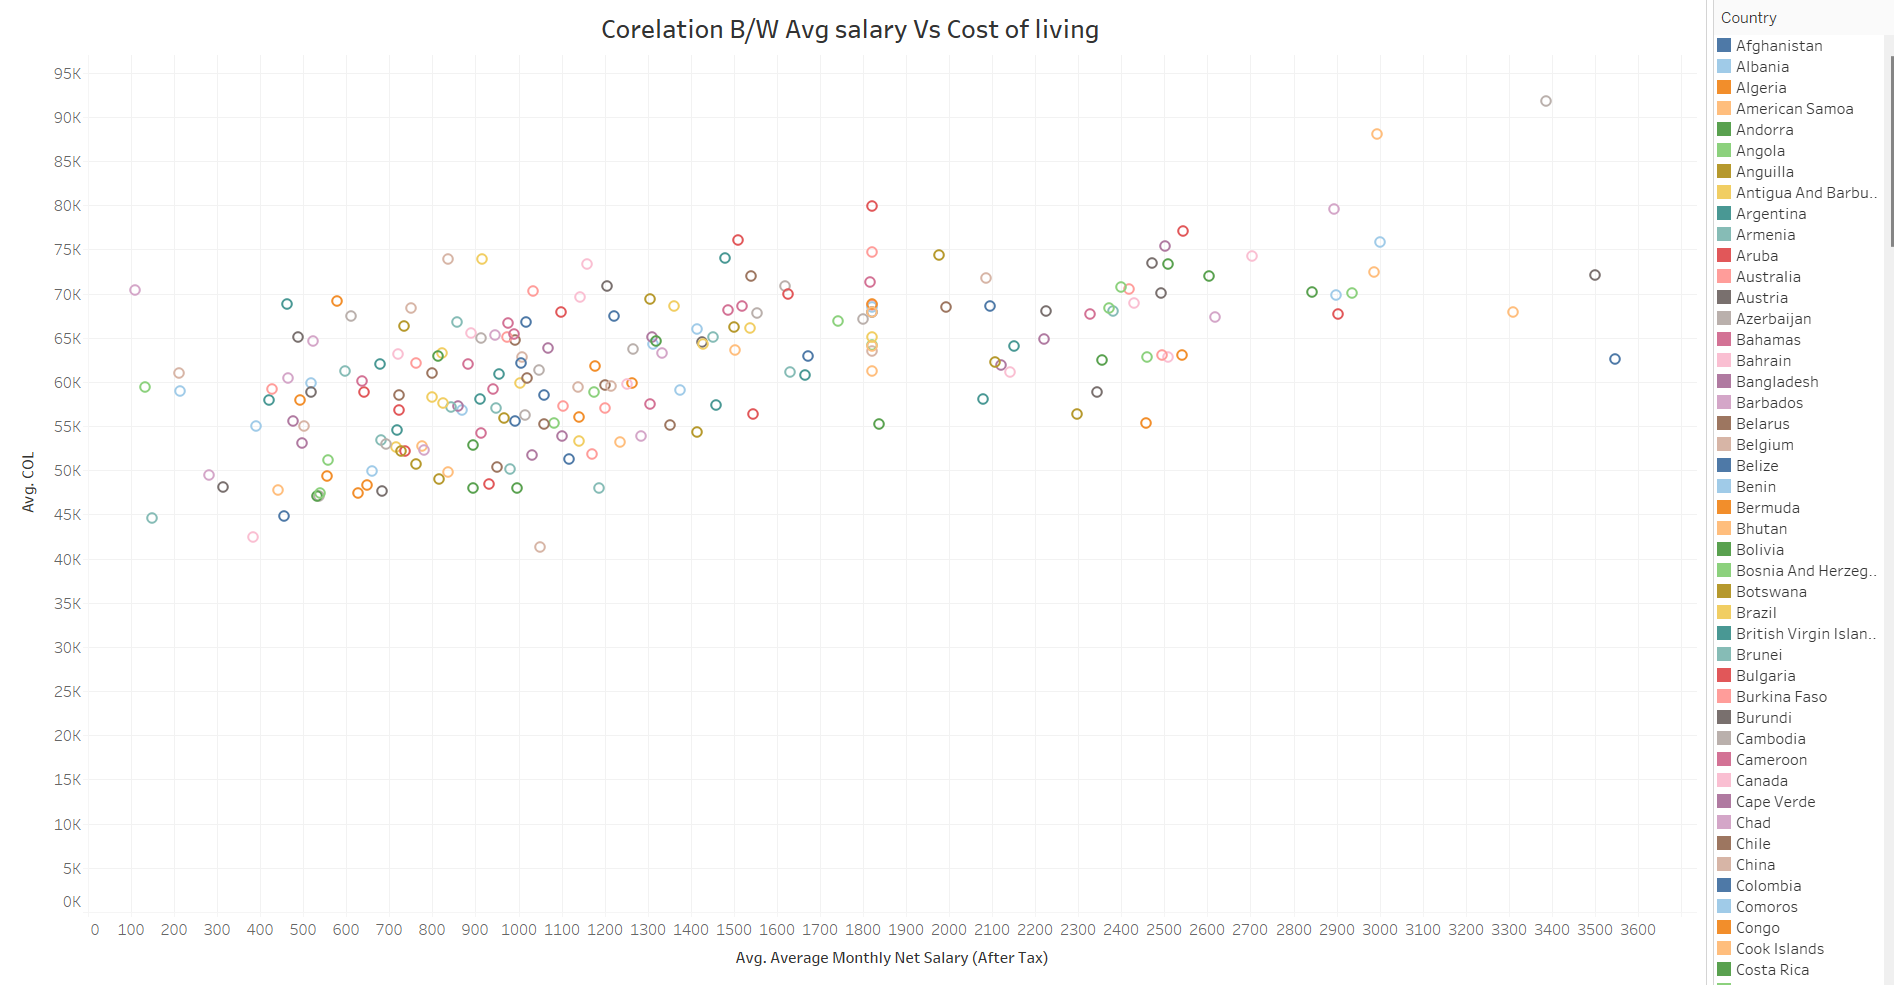 Corelation B/W Avg salary Vs Cost of living
95K
90K
85K
80K
75K
70K
65K
60K
55K
50K
45K
40K
35K
30K
25K
20K
15K
10K
5K
0K
Avg. COL
0 100 200 300 400 500 600 700 800 900 1000 1100 1200 1300 1400 1500 1600 1700 1800 1900 2000 2100 2200 2300 2400 2500 2600 2700 2800 2900 3000 3100 3200 3300 3400 3500 3600
Avg. Average Monthly Net Salary (After Tax)
Country
Afghanistan
Albania
Algeria
American Samoa
Andorra
Angola
Anguilla
Antigua And Barbu..
Argentina
Armenia
Aruba
Australia
Austria
Azerbaijan
Bahamas
Bahrain
Bangladesh
Barbados
Belarus
Belgium
Belize
Benin
Bermuda
Bhutan
Bolivia
Bosnia And Herzeg..
Botswana
Brazil
British Virgin Islan..
Brunei
Bulgaria
Burkina Faso
Burundi
Cambodia
Cameroon
Canada
Cape Verde
Chad
Chile
China
Colombia
Comoros
Congo
Cook Islands
Costa Rica